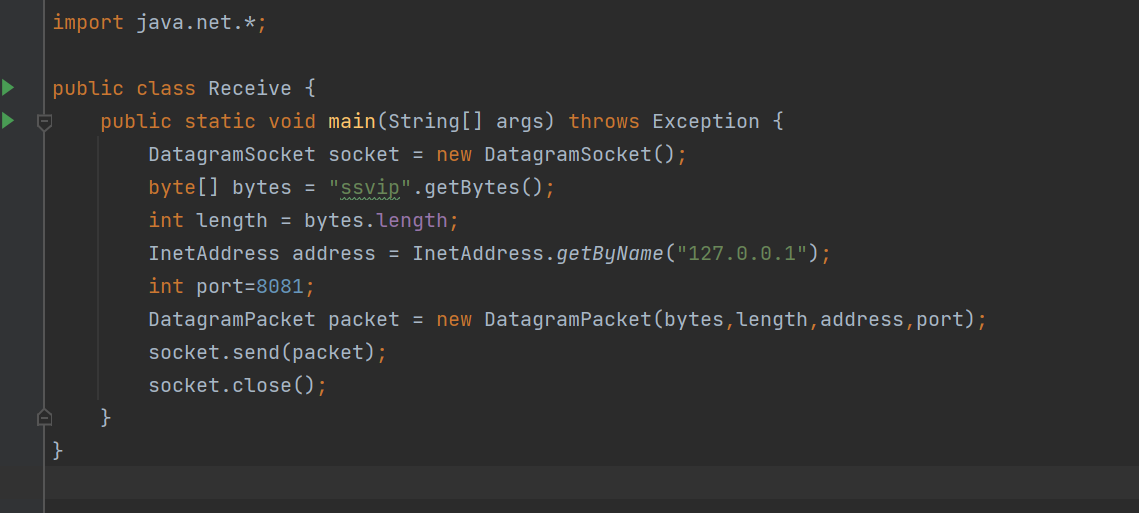 import java.net.*;
public class Receive {
public static void main(String[] args) throws Exception {
DatagramSocket socket = new DatagramSocket();
byte[] bytes = "ssvip".getBytes();
int length = bytes.length;
InetAddress address = InetAddress.getByName("127.0.0.1");
int port=8081;
DatagramPacket packet = new DatagramPacket(bytes,length,address,port);
socket.send(packet);
socket.close();
}
}